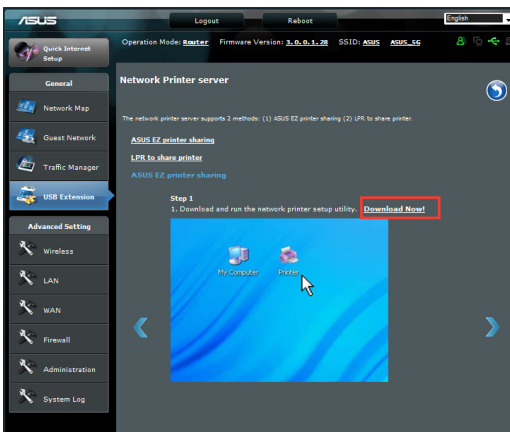 ASUS
Logout
Reboot
English
Quick Internet
Setup
Operation Mode: Router Firmware Version: 3.0.0.1.28 SSID: ASUS ASUS_5G
General
Network Map
Guest Network
Traffic Manager
USB Extension
Advanced Setting
Wireless
LAN
WAN
Firewall
Administration
System Log
Network Printer server
The network printer server supports 2 methods: (1) ASUS EZ printer sharing (2) LPR to share printer.
ASUS EZ printer sharing
LPR to share printer
ASUS EZ printer sharing
Step 1
1. Download and run the network printer setup utility. Download Now!
My Computer
Printer